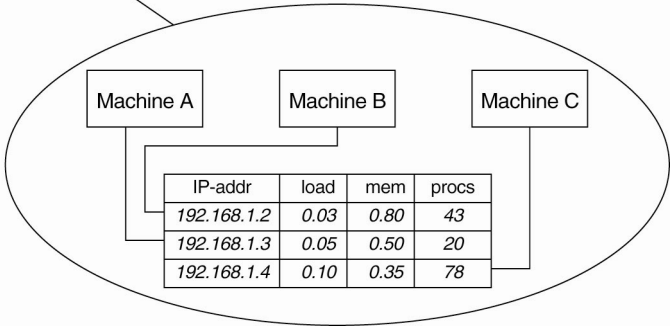 Machine A Machine B Machine C
IP-addr load mem procs
192.168.1.2 0.03 0.80 43
192.168.1.3 0.05 0.50 20
192.168.1.4 0.10 0.35 78